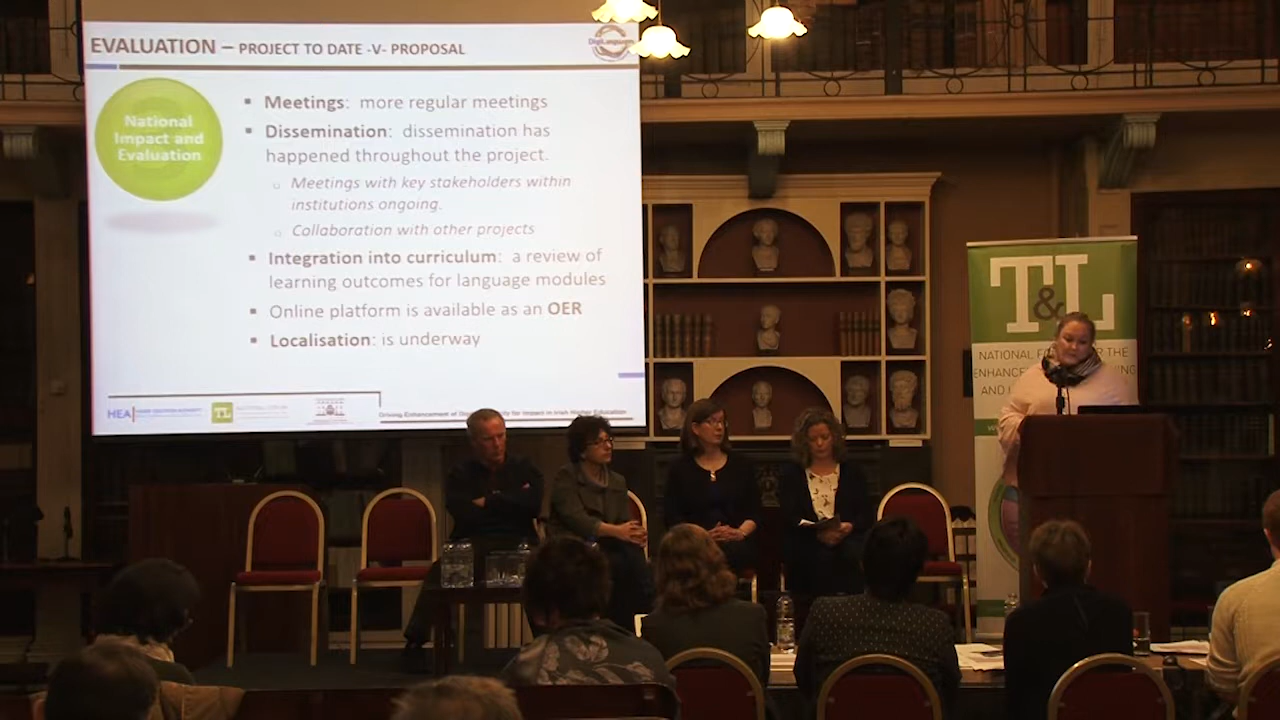 EVALUATION – PROJECT TO DATE -V- PROPOSAL
National
Impact and
Evaluation
▪ Meetings: more regular meetings
▪ Dissemination: dissemination has
happened throughout the project.
o Meetings with key stakeholders within
institutions ongoing.
o Collaboration with other projects
▪ Integration into curriculum: a review of
learning outcomes for language modules
▪ Online platform is available as an OER
▪ Localisation: is underway
HEA
T&L
Driving Enhancement of
for Impact in Irish Higher Education
T&L
NATIONAL
THE